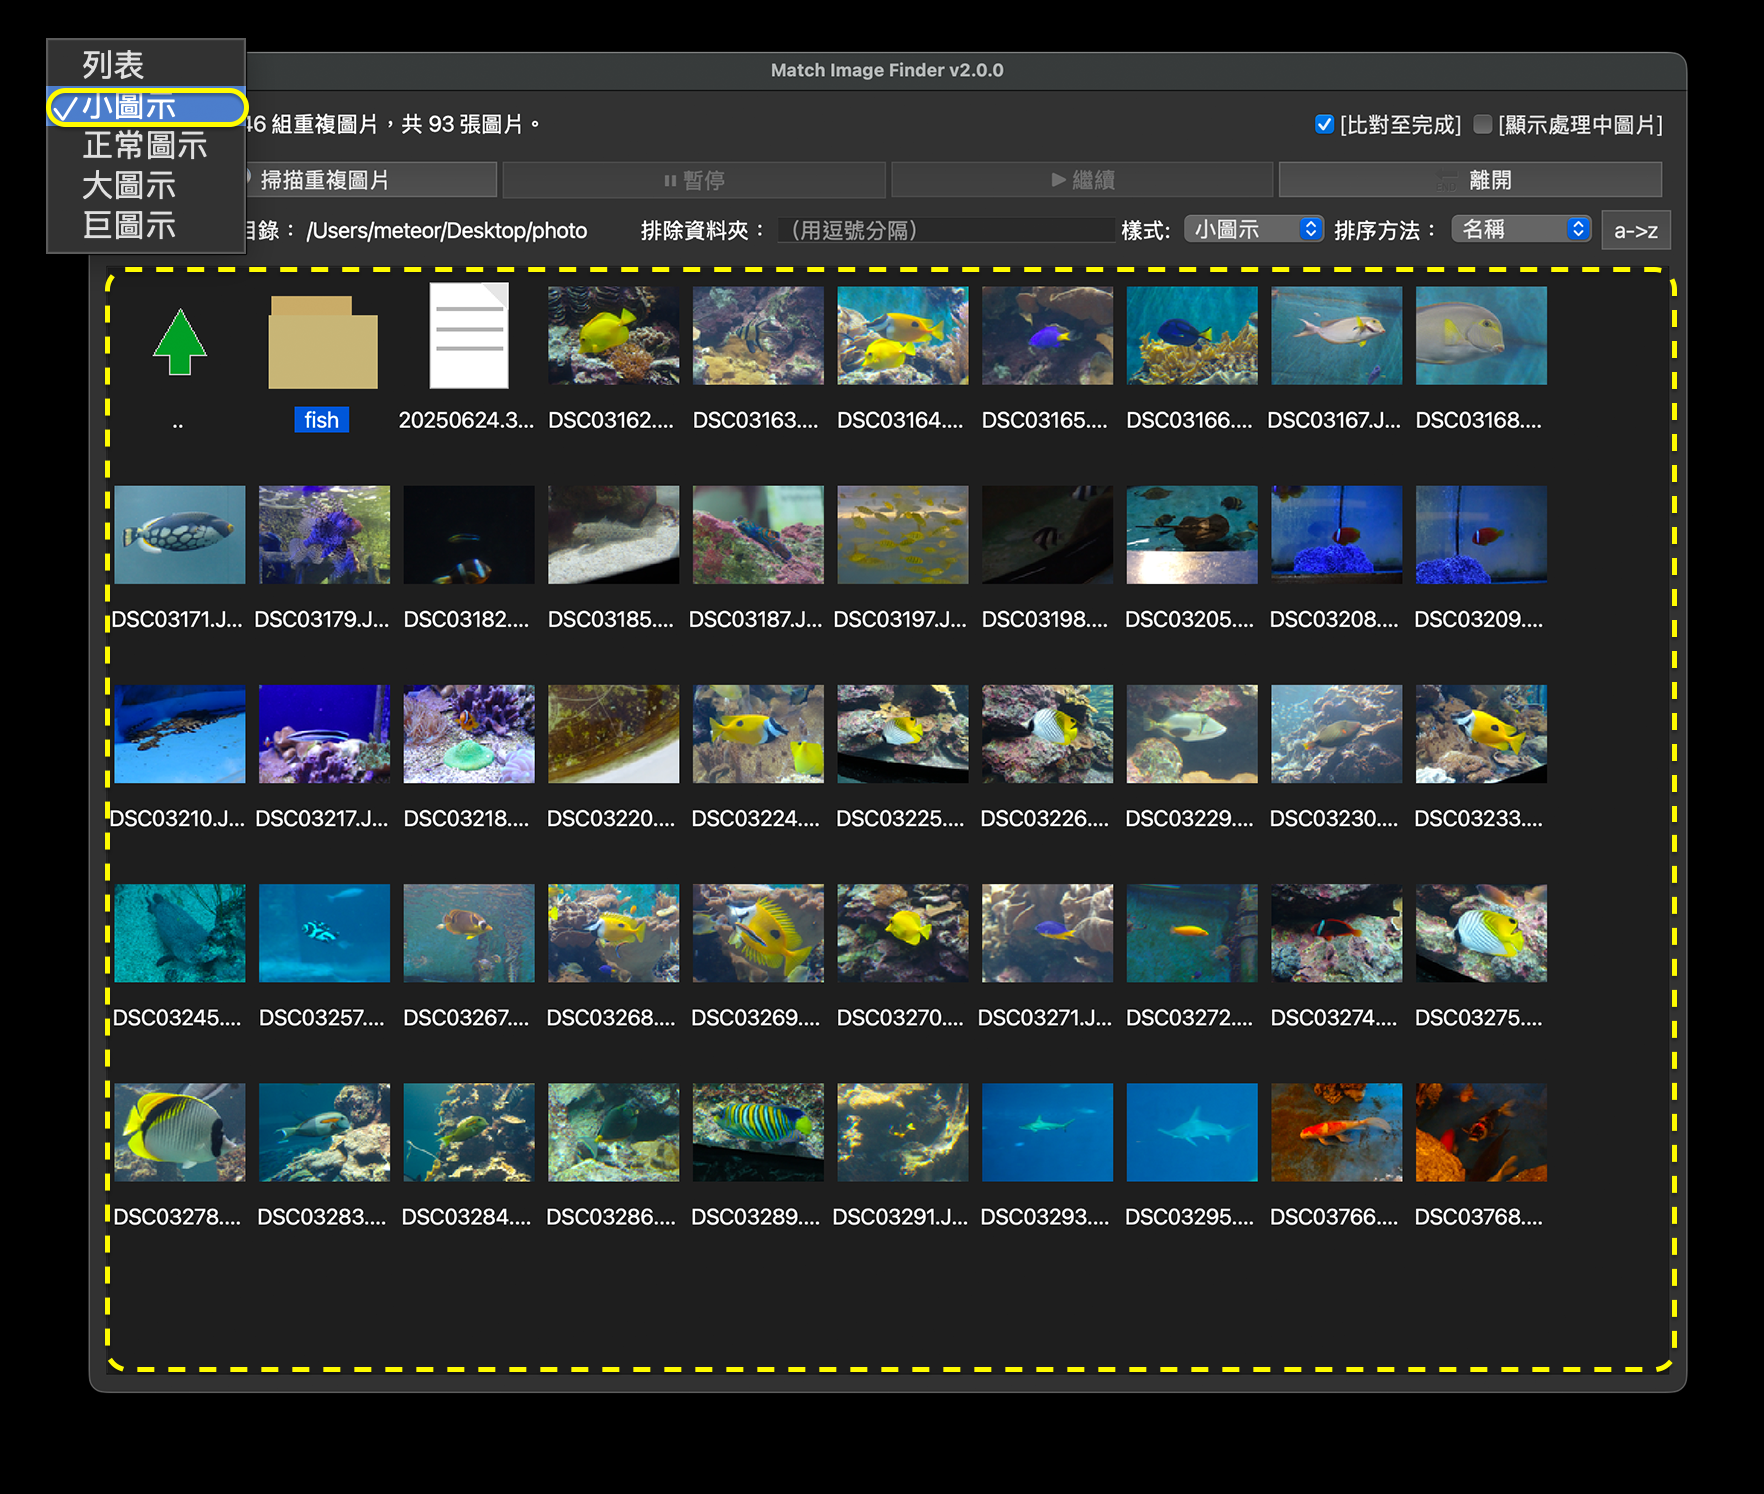 列表
小圖示
正常圖示
大圖示
巨圖示
Match Image Finder v2.0.0
46 組重複圖片，共 93 張圖片。
[比對至完成] [顯示處理中圖片]
掃描重複圖片 暫停 繼續 離開
目錄： /Users/meteor/Desktop/photo 排除資料夾： （用逗號分隔） 樣式: 小圖示 排序方法： 名稱 a->z
.. fish 20250624.3... DSC03162.... DSC03163.... DSC03164.... DSC03165.... DSC03166.... DSC03167.J... DSC03168....
DSC03171.J... DSC03179.J... DSC03182.... DSC03185.... DSC03187.J... DSC03197.J... DSC03198.... DSC03205.... DSC03208.... DSC03209....
DSC03210.J... DSC03217.J... DSC03218.... DSC03220.... DSC03224.... DSC03225.... DSC03226.... DSC03229.... DSC03230.... DSC03233....
DSC03245.... DSC03257.... DSC03267.... DSC03268.... DSC03269.... DSC03270.... DSC03271.J... DSC03272.... DSC03274.... DSC03275....
DSC03278.... DSC03283.... DSC03284.... DSC03286.... DSC03289.... DSC03291.J... DSC03293.... DSC03295.... DSC03766.... DSC03768....